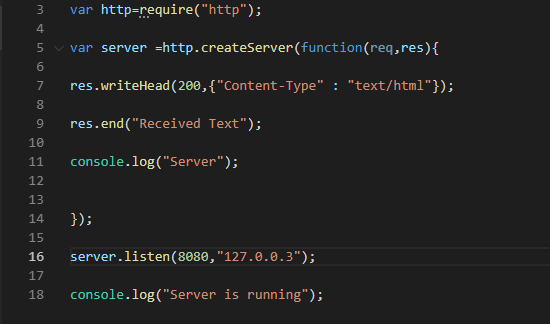 3 var http=require("http");
4
5 var server =http.createServer(function(req,res){
6
7 res.writeHead(200,{"Content-Type" : "text/html"});
8
9 res.end("Received Text");
10
11 console.log("Server");
12
13
14 });
15
16 server.listen(8080,"127.0.0.3");
17
18 console.log("Server is running");